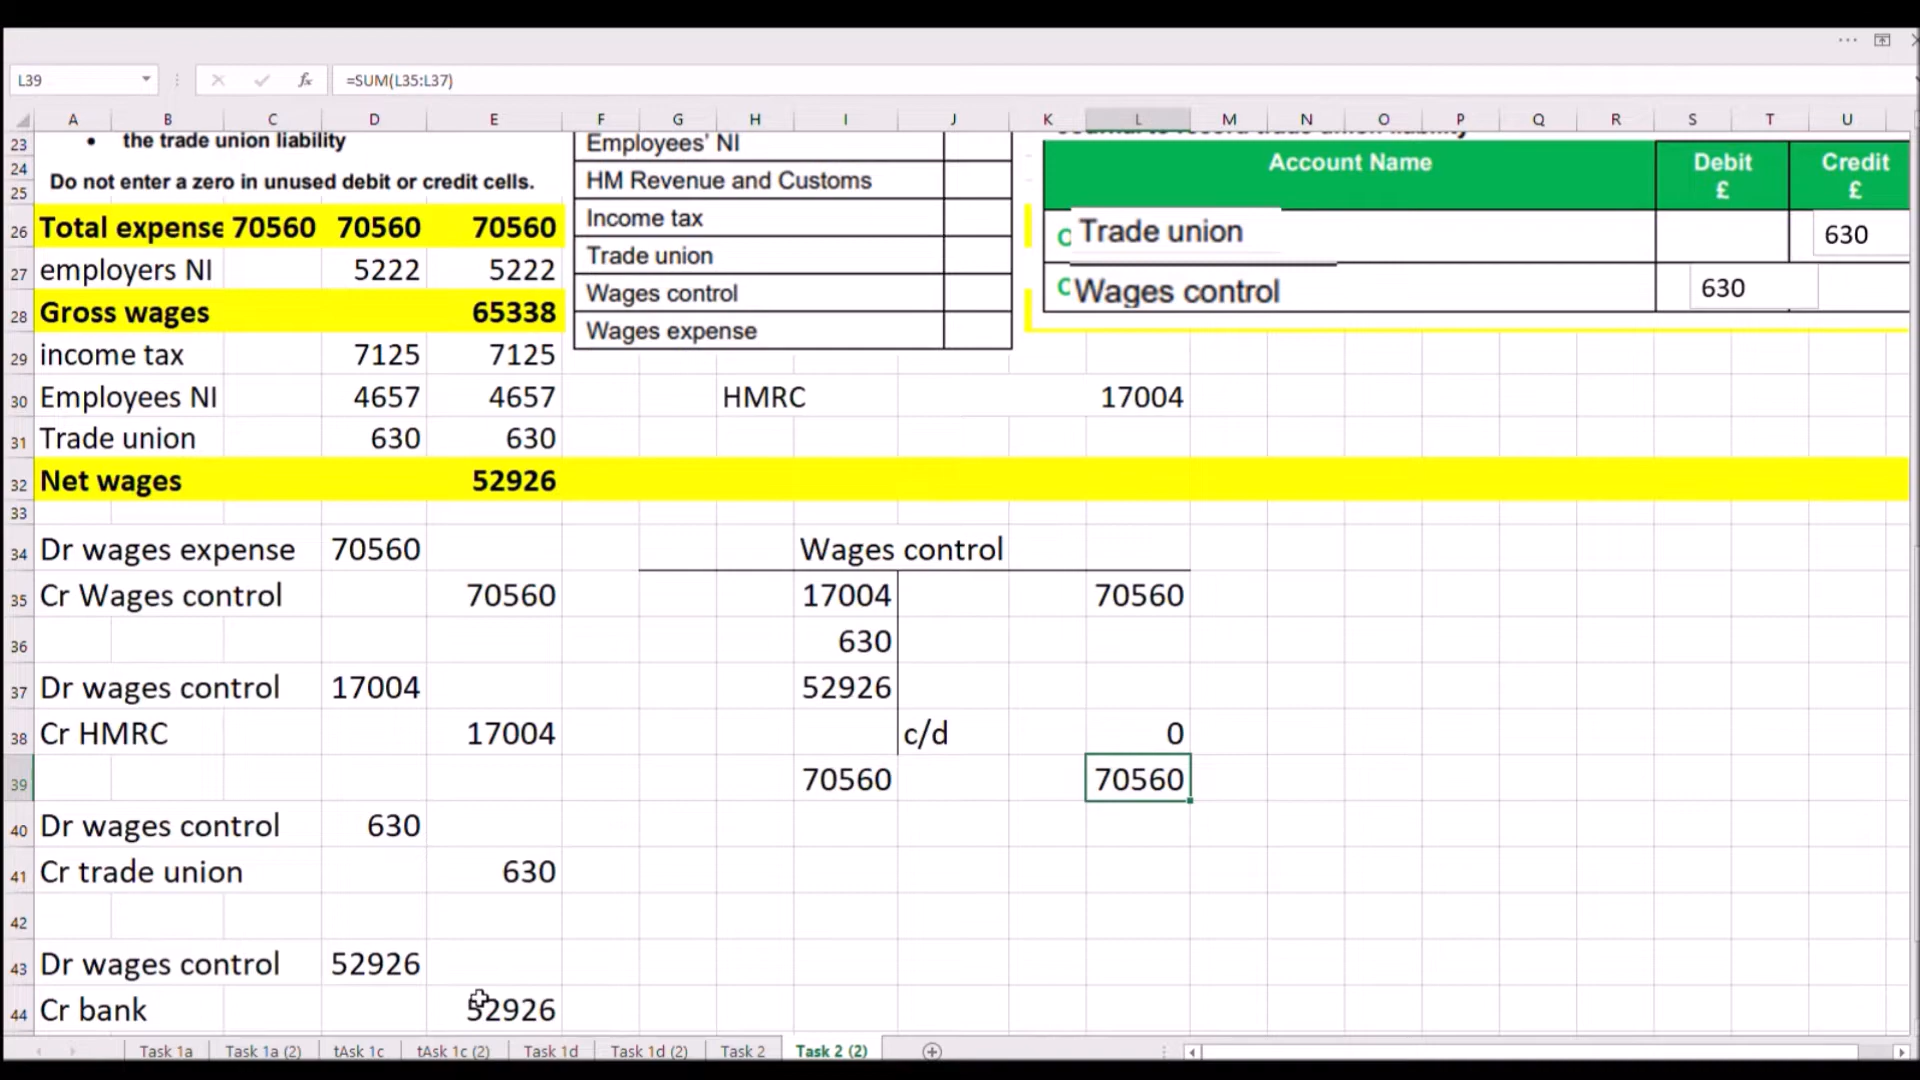 L39
fx
=SUM(L35:L37)
A B C D E F G H I J K L M N O P Q R S T U
23 • the trade union liability
24
25 Do not enter a zero in unused debit or credit cells.
Employees' NI
HM Revenue and Customs
Income tax
Trade union
Wages control
Wages expense
Account Name Debit £ Credit £
Trade union 630
Wages control 630
26 Total expense 70560 70560 70560
27 employers NI 5222 5222
28 Gross wages 65338
29 income tax 7125 7125
30 Employees NI 4657 4657 HMRC 17004
31 Trade union 630 630
32 Net wages 52926
33
34 Dr wages expense 70560 Wages control
35 Cr Wages control 70560 17004 70560
36 630
37 Dr wages control 17004 52926
38 Cr HMRC 17004 c/d 0
39 70560 70560
40 Dr wages control 630
41 Cr trade union 630
42
43 Dr wages control 52926
44 Cr bank 52926
Task 1a Task 1a (2) tAsk 1c tAsk 1c (2) Task 1d Task 1d (2) Task 2 Task 2 (2)